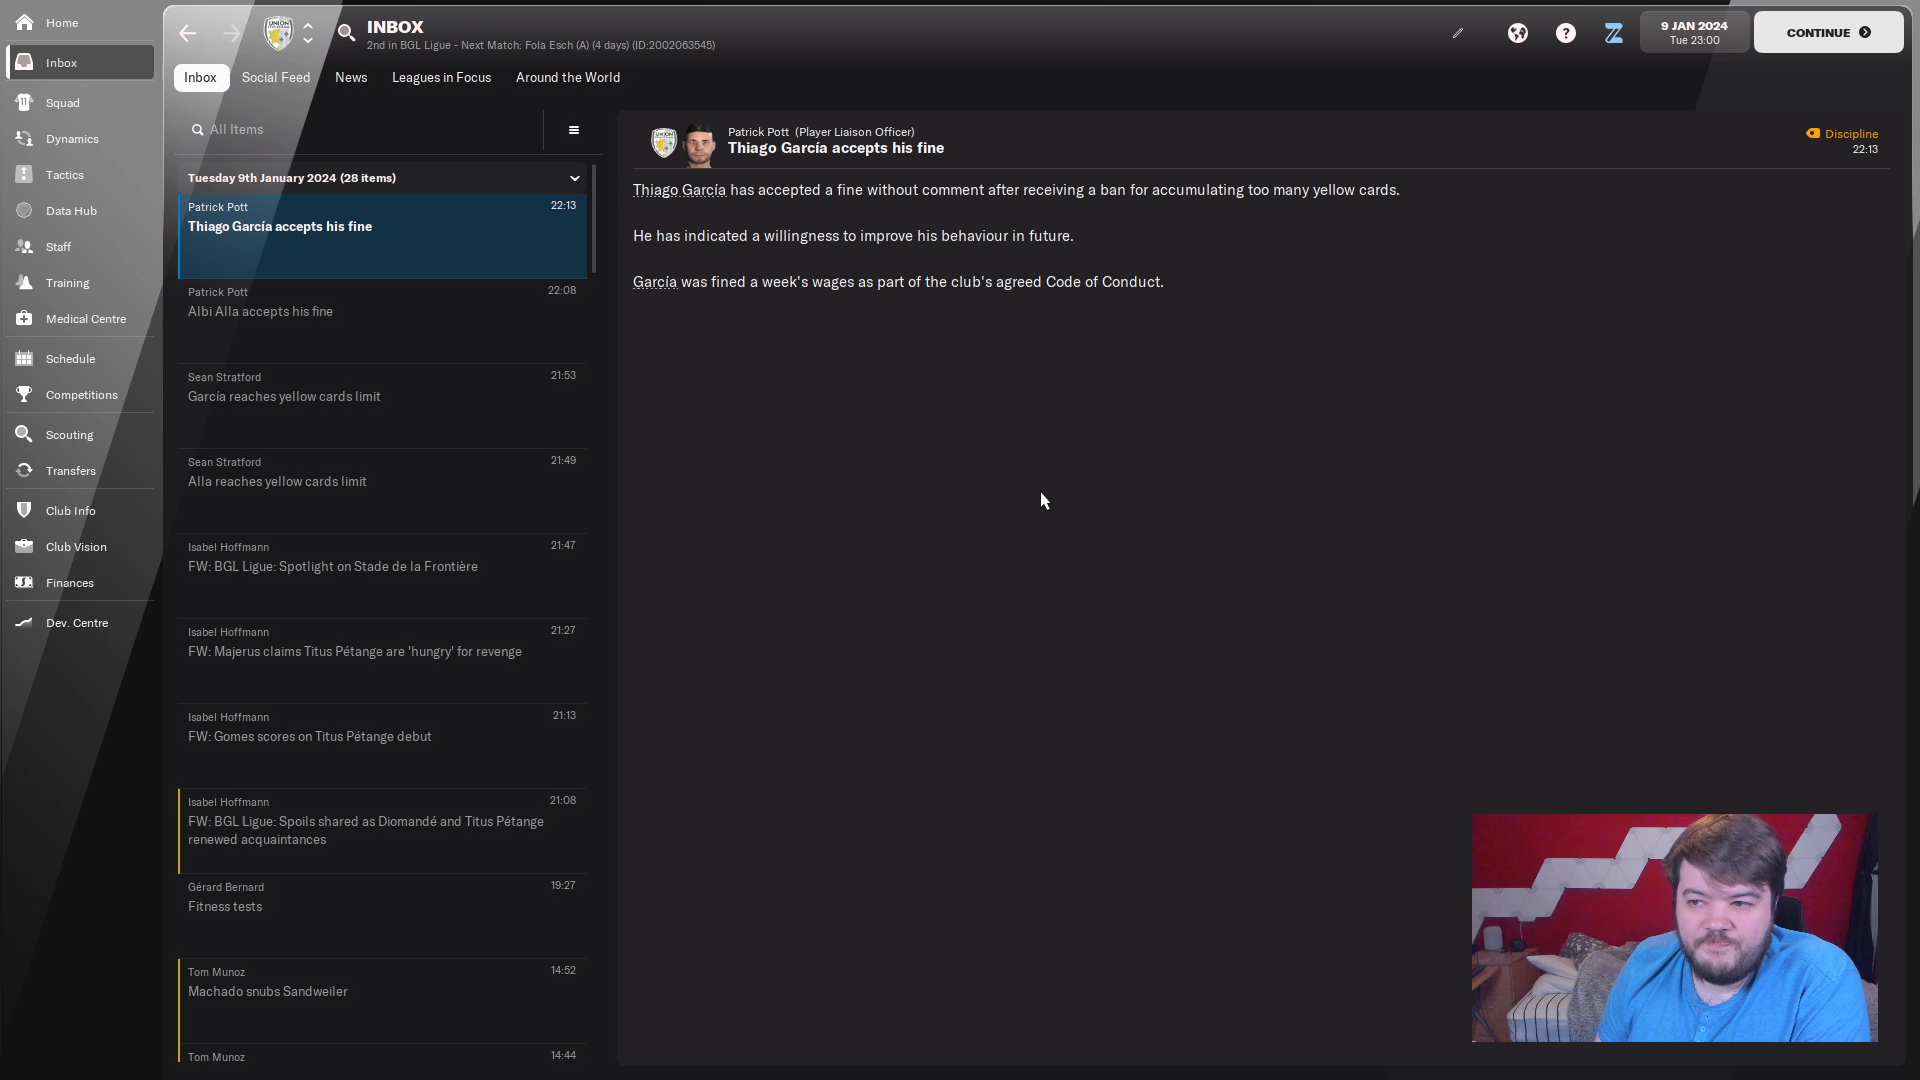 Home
Inbox
Squad
Dynamics
Tactics
Data Hub
Staff
Training
Medical Centre
Schedule
Competitions
Scouting
Transfers
Club Info
Club Vision
Finances
Dev. Centre
UNION
INBOX
2nd in BGL Ligue - Next Match: Fola Esch (A) (4 days) (ID:2002063545)
9 JAN 2024
Tue 23:00
CONTINUE
Inbox
Social Feed
News
Leagues in Focus
Around the World
All Items
Tuesday 9th January 2024 (28 items)
Patrick Pott 22:13
Thiago García accepts his fine
Patrick Pott 22:08
Albi Alla accepts his fine
Sean Stratford 21:53
García reaches yellow cards limit
Sean Stratford 21:49
Alla reaches yellow cards limit
Isabel Hoffmann 21:47
FW: BGL Ligue: Spotlight on Stade de la Frontière
Isabel Hoffmann 21:27
FW: Majerus claims Titus Pétange are 'hungry' for revenge
Isabel Hoffmann 21:13
FW: Gomes scores on Titus Pétange debut
Isabel Hoffmann 21:08
FW: BGL Ligue: Spoils shared as Diomandé and Titus Pétange
renewed acquaintances
Gérard Bernard 19:27
Fitness tests
Tom Munoz 14:52
Machado snubs Sandweiler
Tom Munoz 14:44
UNION
Patrick Pott (Player Liaison Officer)
Thiago García accepts his fine
Discipline
22:13
Thiago García has accepted a fine without comment after receiving a ban for accumulating too many yellow cards.
He has indicated a willingness to improve his behaviour in future.
García was fined a week's wages as part of the club's agreed Code of Conduct.